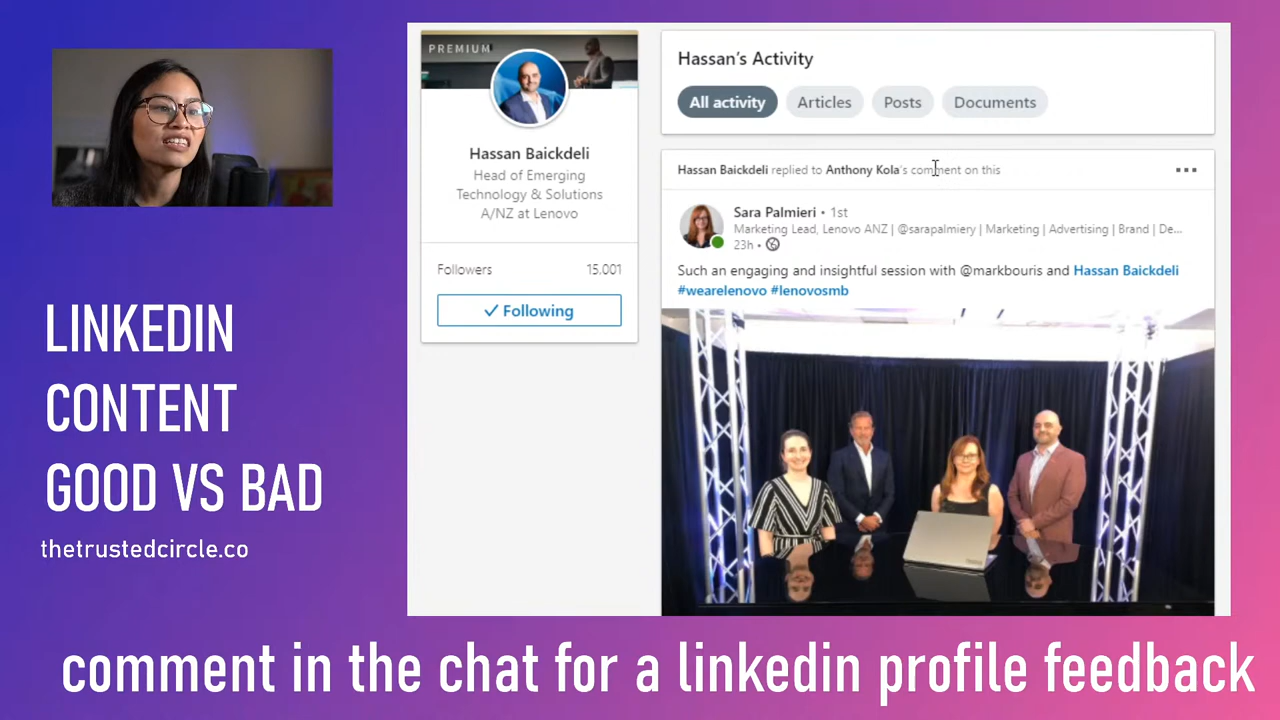 LINKEDIN
CONTENT
GOOD VS BAD
thetrustedcircle.co
PREMIUM
Hassan Baickdeli
Head of Emerging
Technology & Solutions
A/NZ at Lenovo
Followers 15.001
✓ Following
Hassan's Activity
All activity Articles Posts Documents
Hassan Baickdeli replied to Anthony Kola's comment on this
Sara Palmieri • 1st
Marketing Lead, Lenovo ANZ | @sarapalmiery | Marketing | Advertising | Brand | De...
23h •
Such an engaging and insightful session with @markbouris and Hassan Baickdeli
#wearelenovo #lenovosmb
comment in the chat for a linkedin profile feedback